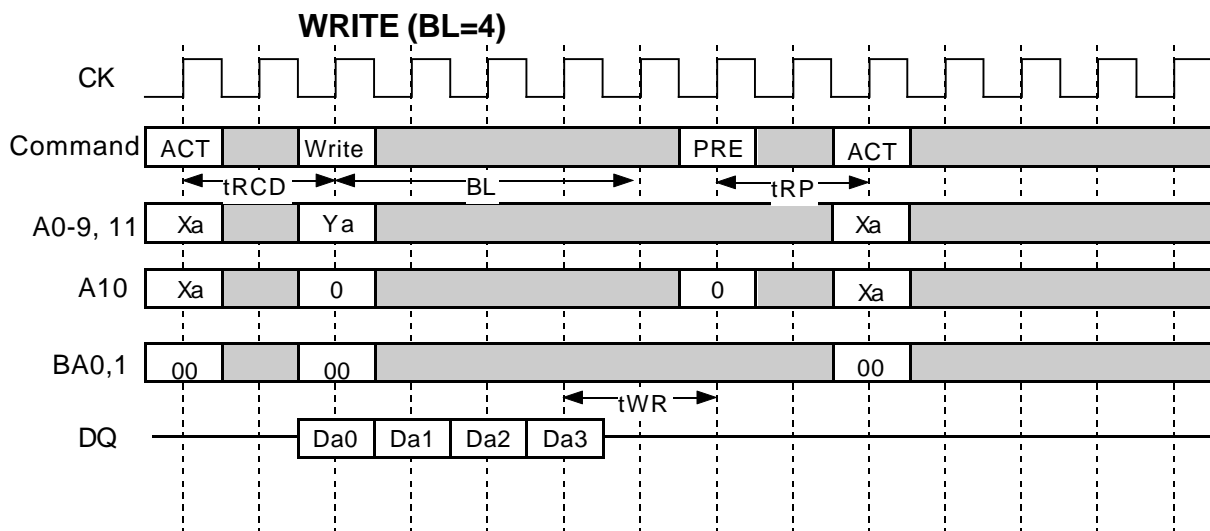 WRITE (BL=4)
CK
Command ACT Write PRE ACT
tRCD BL tRP
A0-9, 11 Xa Ya Xa
A10 Xa 0 0 Xa
BA0,1 00 00 00
tWR
DQ Da0 Da1 Da2 Da3